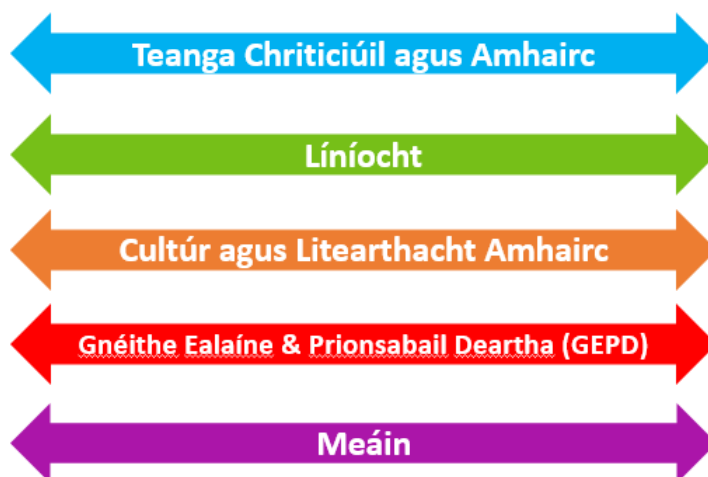 Teanga Chriticiúil agus Amhairc
Líníocht
Cultúr agus Litearthacht Amhairc
Gnéithe Ealaíne & Prionsabail Deartha (GEPD)
Meáin